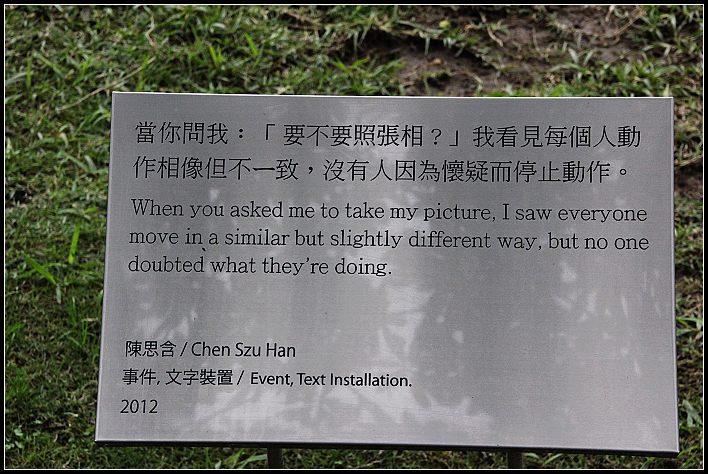 當你問我：「要不要照張相？」我看見每個人動
作相像但不一致，沒有人因為懷疑而停止動作。
When you asked me to take my picture, I saw everyone
move in a similar but slightly different way, but no one
doubted what they're doing.
陳思含 / Chen Szu Han
事件, 文字裝置 / Event, Text Installation.
2012